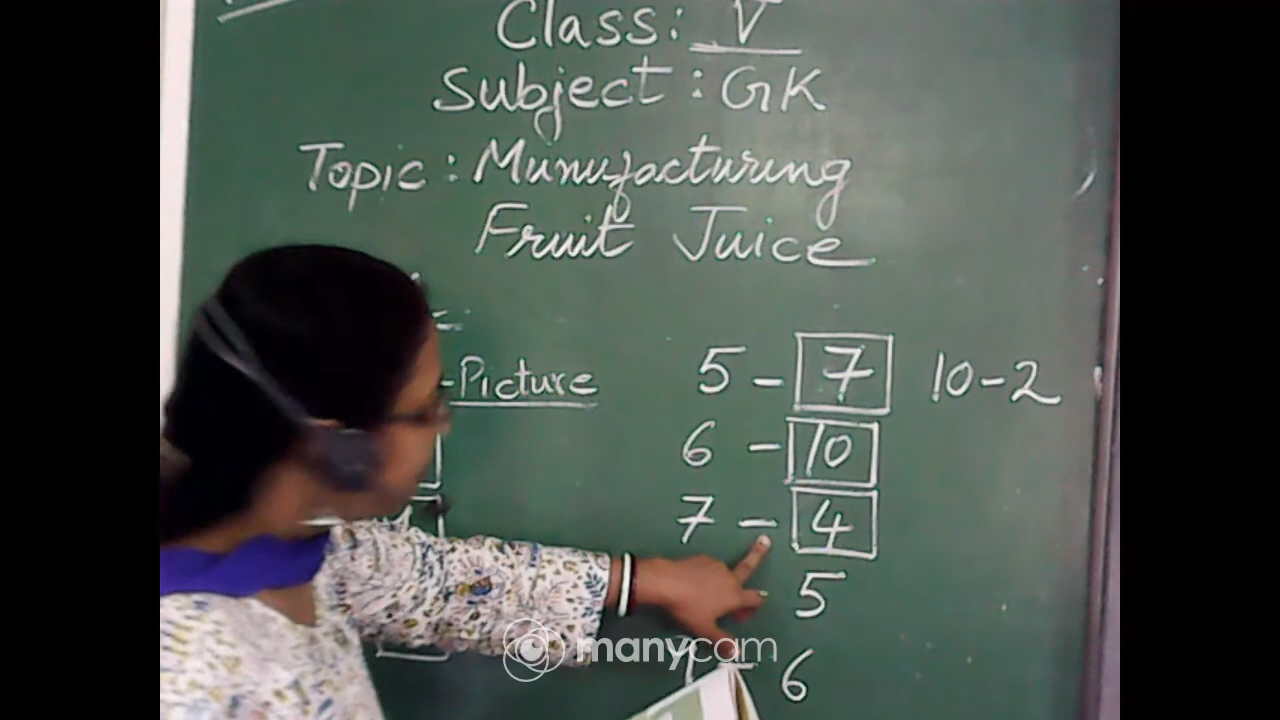 Class: V
Subject: GK
Topic: Manufacturing
Fruit Juice
-Picture
5 - 7 10-2
6 - 10
7 - 4
5
6
manycam